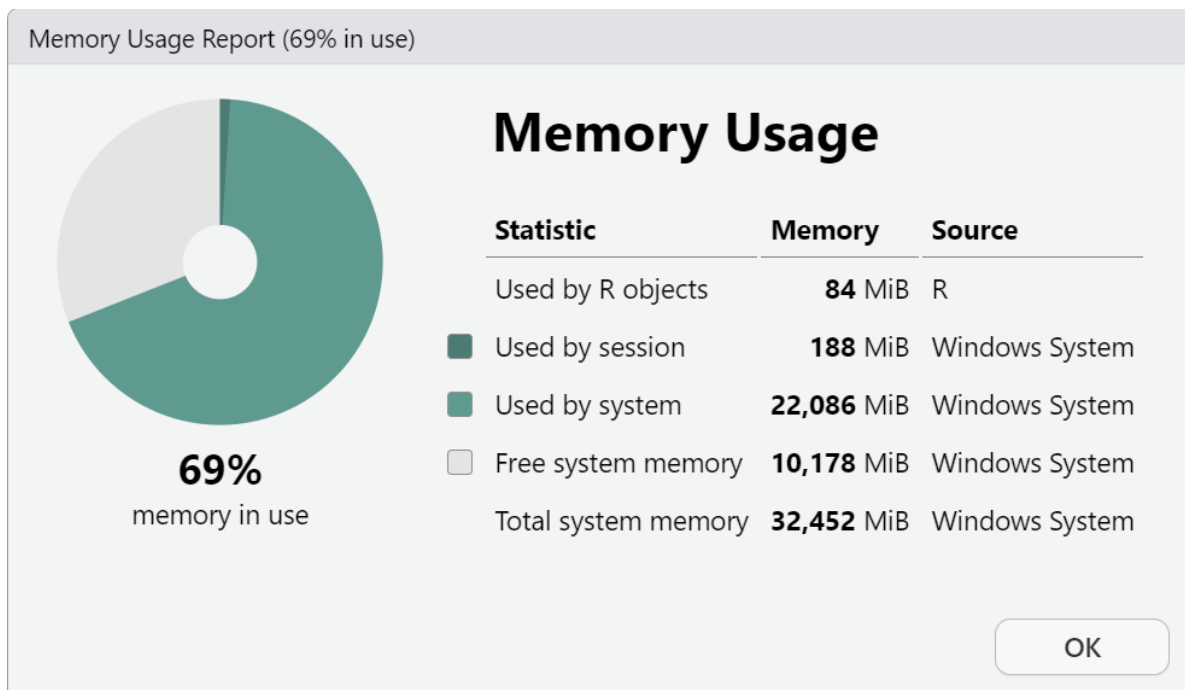 Memory Usage Report (69% in use)
Memory Usage
Statistic Memory Source
Used by R objects 84 MiB R
Used by session 188 MiB Windows System
Used by system 22,086 MiB Windows System
Free system memory 10,178 MiB Windows System
Total system memory 32,452 MiB Windows System
69%
memory in use
OK